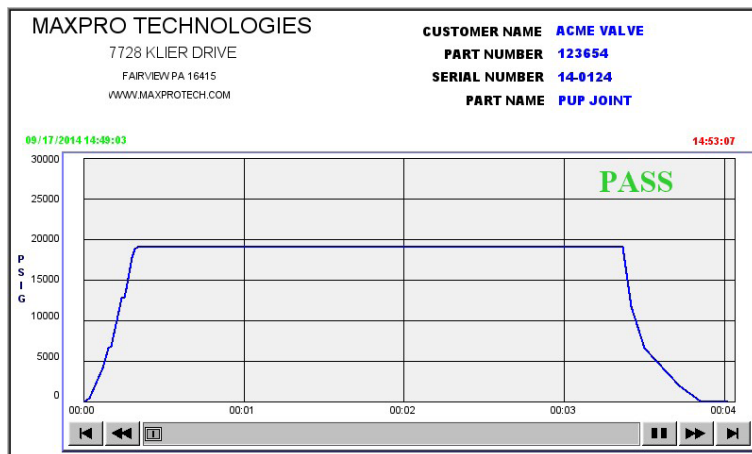 MAXPRO TECHNOLOGIES
7728 KLIER DRIVE
FAIRVIEW PA 16415
WWW.MAXPROTECH.COM
CUSTOMER NAME ACME VALVE
PART NUMBER 123654
SERIAL NUMBER 14-0124
PART NAME PUP JOINT
09/17/2014 14:49:03
14:53:07
PASS
PSIG
30000
25000
20000
15000
10000
5000
0
00:00 00:01 00:02 00:03 00:04